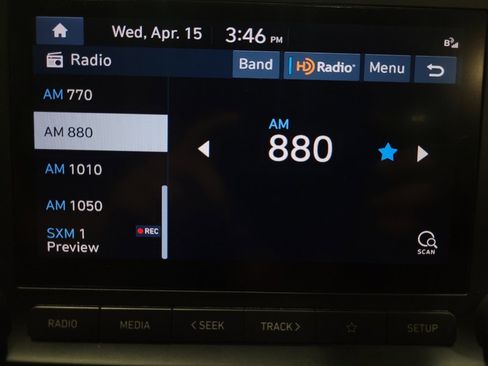 Wed, Apr. 15 3:46 PM
B
Radio Band HD Radio Menu
AM 770
AM 880
AM 1010
AM 1050
SXM 1 REC
Preview
AM
880
SCAN
RADIO MEDIA <SEEK TRACK> SETUP